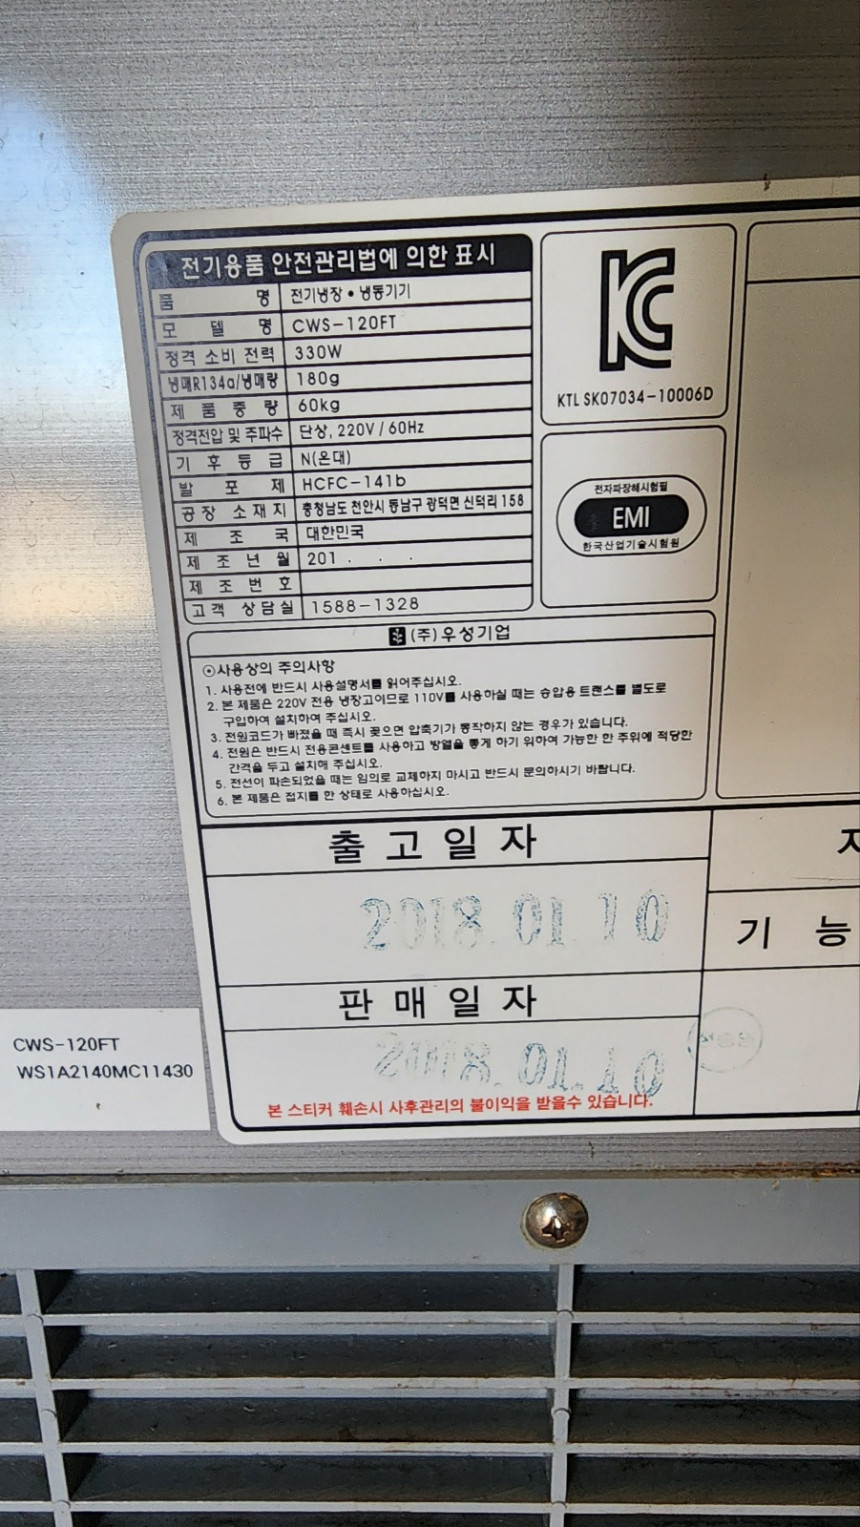 전기용품 안전관리법에 의한 표시
품 명 전기냉장 • 냉동기기
모 델 명 CWS-120FT
정격 소비 전력 330W
냉매R134a/냉매량 180g
제 품 중 량 60kg
정격전압 및 주파수 단상, 220V / 60Hz
기 후 등 급 N(온대)
발 포 제 HCFC-141b
공 장 소 재 지 충청남도 천안시 동남구 광덕면 신덕리 158
제 조 국 대한민국
제 조 년 월 201 . . .
제 조 번 호
고객 상담실 1588-1328
KTL SK07034-10006D
전자파장해시험필
EMI
한국산업기술시험원
(주)우성기업
⊙사용상의 주의사항
1. 사용전에 반드시 사용설명서를 읽어주십시오.
2. 본 제품은 220V 전용 냉장고이므로 110V를 사용하실 때는 승압용 트랜스를 별도로
구입하여 설치하여 주십시오.
3. 전원코드가 빠졌을 때 즉시 꽂으면 압축기가 동작하지 않는 경우가 있습니다.
4. 전원은 반드시 전용콘센트를 사용하고 방열을 좋게 하기 위하여 가능한 한 주위에 적당한
간격을 두고 설치해 주십시오.
5. 전선이 파손되었을 때는 임의로 교체하지 마시고 반드시 문의하시기 바랍니다.
6. 본 제품은 접지를 한 상태로 사용하십시오.
출 고 일 자
2018.01.10
기 능
판 매 일 자
2018.01.10
본 스티커 훼손시 사후관리의 불이익을 받을수 있습니다.
CWS-120FT
WS1A2140MC11430